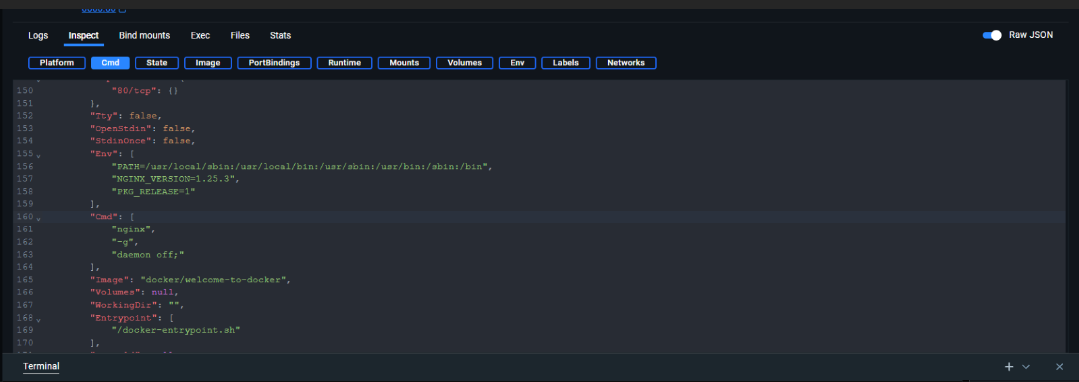 Logs Inspect Bind mounts Exec Files Stats Raw JSON
Platform Cmd State Image PortBindings Runtime Mounts Volumes Env Labels Networks
150 "80/tcp": {}
151 },
152 "Tty": false,
153 "OpenStdin": false,
154 "StdinOnce": false,
155 "Env": [
156 "PATH=/usr/local/sbin:/usr/local/bin:/usr/sbin:/usr/bin:/sbin:/bin",
157 "NGINX_VERSION=1.25.3",
158 "PKG_RELEASE=1"
159 ],
160 "Cmd": [
161 "nginx",
162 "-g",
163 "daemon off;"
164 ],
165 "Image": "docker/welcome-to-docker",
166 "Volumes": null,
167 "WorkingDir": "",
168 "Entrypoint": [
169 "/docker-entrypoint.sh"
170 ],
Terminal